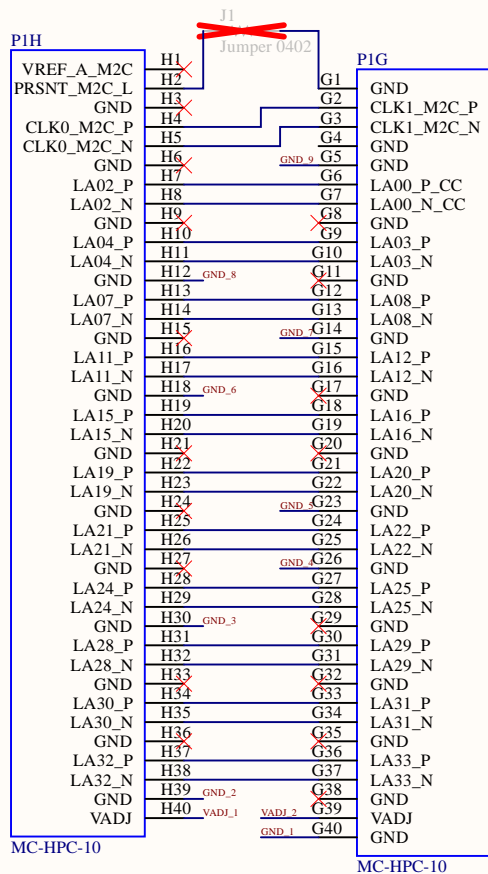 J1
Jumper 0402
P1H
VREF_A_M2C H1
PRSNT_M2C_L H2
GND H3
CLK0_M2C_P H4
CLK0_M2C_N H5
GND H6
LA02_P H7
LA02_N H8
GND H9
LA04_P H10
LA04_N H11
GND H12 GND_8
LA07_P H13
LA07_N H14
GND H15
LA11_P H16
LA11_N H17
GND H18 GND_6
LA15_P H19
LA15_N H20
GND H21
LA19_P H22
LA19_N H23
GND H24
LA21_P H25
LA21_N H26
GND H27
LA24_P H28
LA24_N H29
GND H30 GND_3
LA28_P H31
LA28_N H32
GND H33
LA30_P H34
LA30_N H35
GND H36
LA32_P H37
LA32_N H38
GND H39 GND_2
VADJ H40 VADJ_1
MC-HPC-10
P1G
G1 GND
G2 CLK1_M2C_P
G3 CLK1_M2C_N
G4 GND
GND_9 G5 GND
G6 LA00_P_CC
G7 LA00_N_CC
G8 GND
G9 LA03_P
G10 LA03_N
G11 GND
G12 LA08_P
G13 LA08_N
GND_7 G14 GND
G15 LA12_P
G16 LA12_N
G17 GND
G18 LA16_P
G19 LA16_N
G20 GND
G21 LA20_P
G22 LA20_N
GND_5 G23 GND
G24 LA22_P
G25 LA22_N
GND_4 G26 GND
G27 LA25_P
G28 LA25_N
G29 GND
G30 LA29_P
G31 LA29_N
G32 GND
G33 LA31_P
G34 LA31_N
G35 GND
G36 LA33_P
G37 LA33_N
G38 GND
VADJ_2 G39 VADJ
GND_1 G40 GND
MC-HPC-10